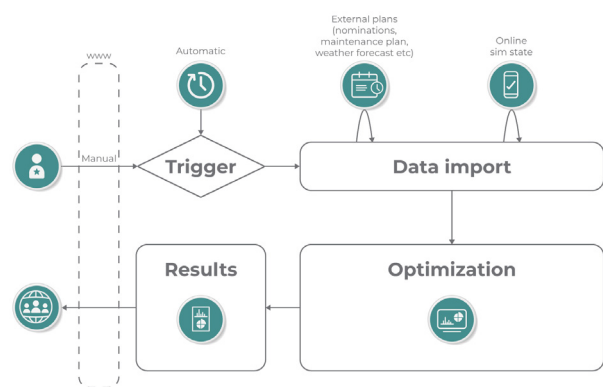 External plans
(nominations,
maintenance plan,
weather forecast etc)
Online
sim state
www
Automatic
Manual
Trigger
Data import
Results
Optimization